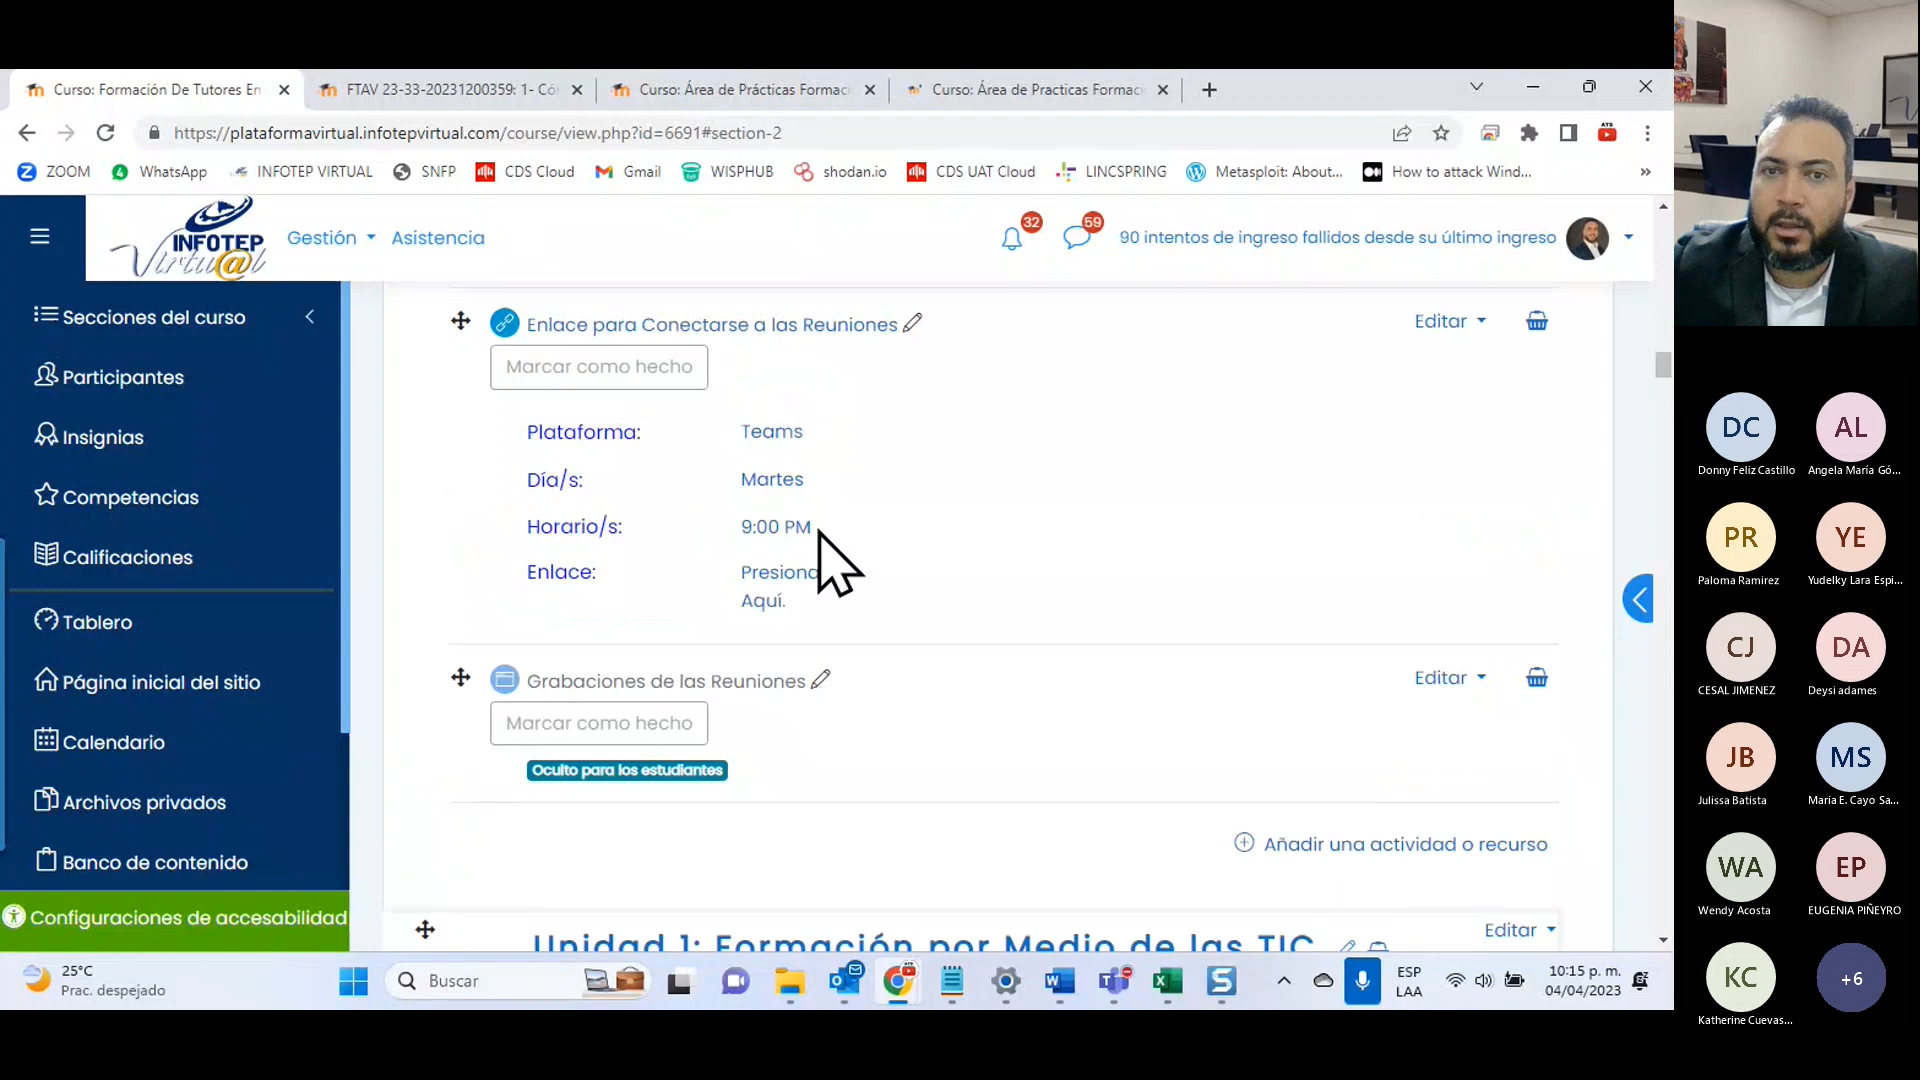 Curso: Formación De Tutores En
FTAV 23-33-20231200359: 1- Có
Curso: Área de Prácticas Formaci
Curso: Área de Practicas Formaci
https://plataformavirtual.infotepvirtual.com/course/view.php?id=6691#section-2
ZOOM
WhatsApp
INFOTEP VIRTUAL
SNFP
CDS Cloud
Gmail
WISPHUB
shodan.io
CDS UAT Cloud
LINCSPRING
Metasploit: About...
How to attack Wind...
»
INFOTEP
Virtu@l
Gestión
Asistencia
32
59
90 intentos de ingreso fallidos desde su último ingreso
Secciones del curso
Participantes
Insignias
Competencias
Calificaciones
Tablero
Página inicial del sitio
Calendario
Archivos privados
Banco de contenido
Configuraciones de accesabilidad
Enlace para Conectarse a las Reuniones
Editar
Marcar como hecho
Plataforma: Teams
Día/s: Martes
Horario/s: 9:00 PM
Enlace: Presiona
Aquí.
Grabaciones de las Reuniones
Editar
Marcar como hecho
Oculto para los estudiantes
Añadir una actividad o recurso
Editar
Unidad 1: Formación por Medio de las TIC
25°C
Prac. despejado
Buscar
ESP
LAA
10:15 p. m.
04/04/2023
DC
Donny Feliz Castillo
AL
Angela María Gó...
PR
Paloma Ramirez
YE
Yudelky Lara Espi...
CJ
CESAL JIMENEZ
DA
Deysi adames
JB
Julissa Batista
MS
Maria E. Cayo Sa...
WA
Wendy Acosta
EP
EUGENIA PIÑEYRO
KC
Katherine Cuevas...
+6